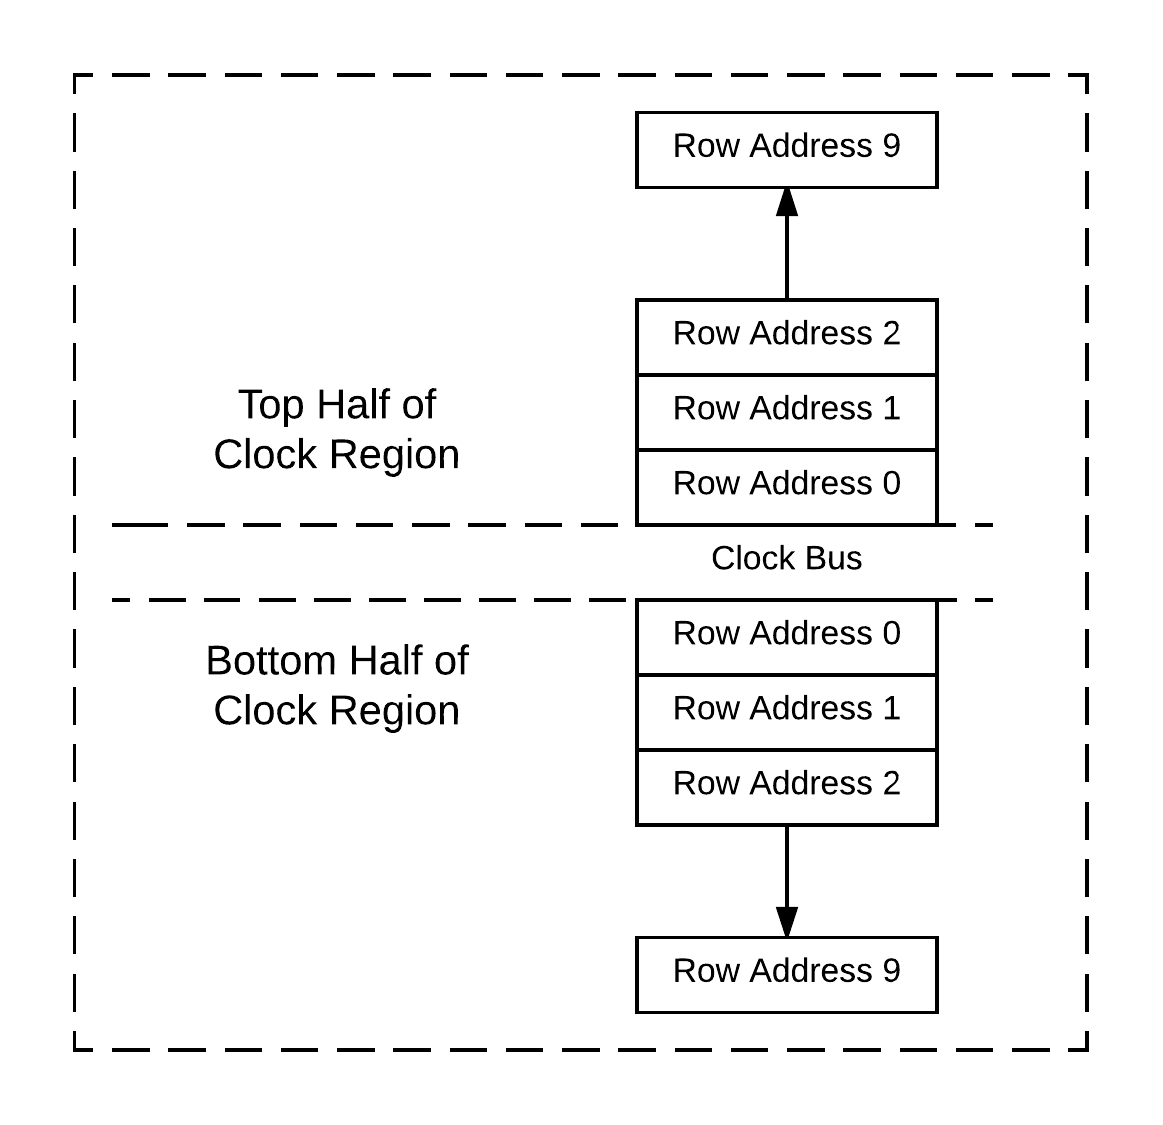 Row Address 9
Row Address 2
Row Address 1
Row Address 0
Top Half of
Clock Region
Clock Bus
Row Address 0
Row Address 1
Row Address 2
Bottom Half of
Clock Region
Row Address 9